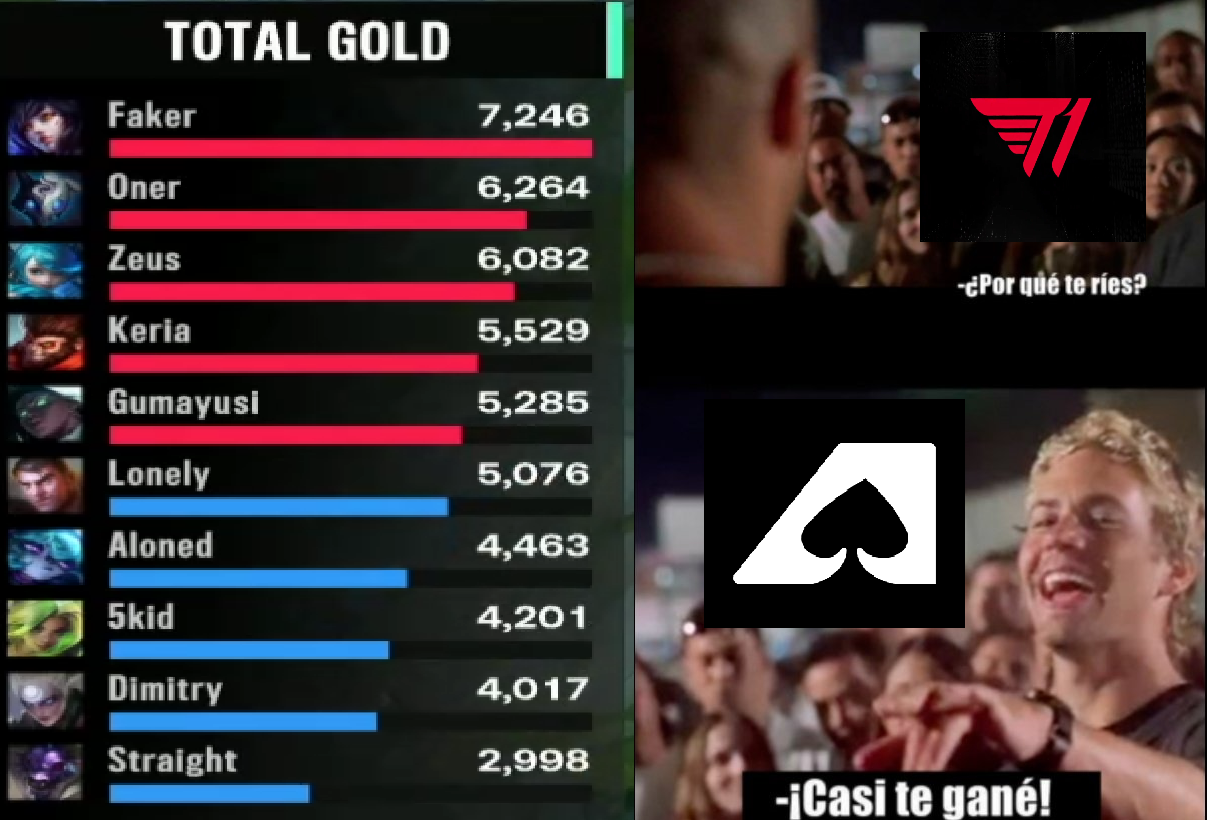 TOTAL GOLD
Faker 7,246
Oner 6,264
Zeus 6,082
Keria 5,529
Gumayusi 5,285
Lonely 5,076
Aloned 4,463
5kid 4,201
Dimitry 4,017
Straight 2,998
T1
-¿Por qué te ríes?
-¡Casi te gané!